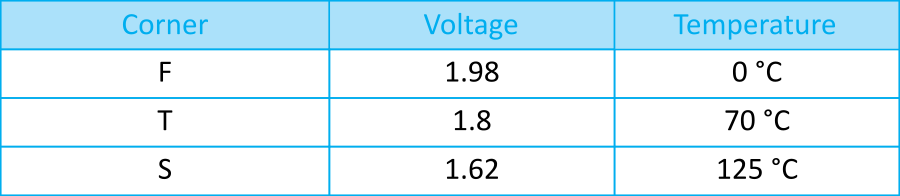 Corner Voltage Temperature
F 1.98 0 °C
T 1.8 70 °C
S 1.62 125 °C